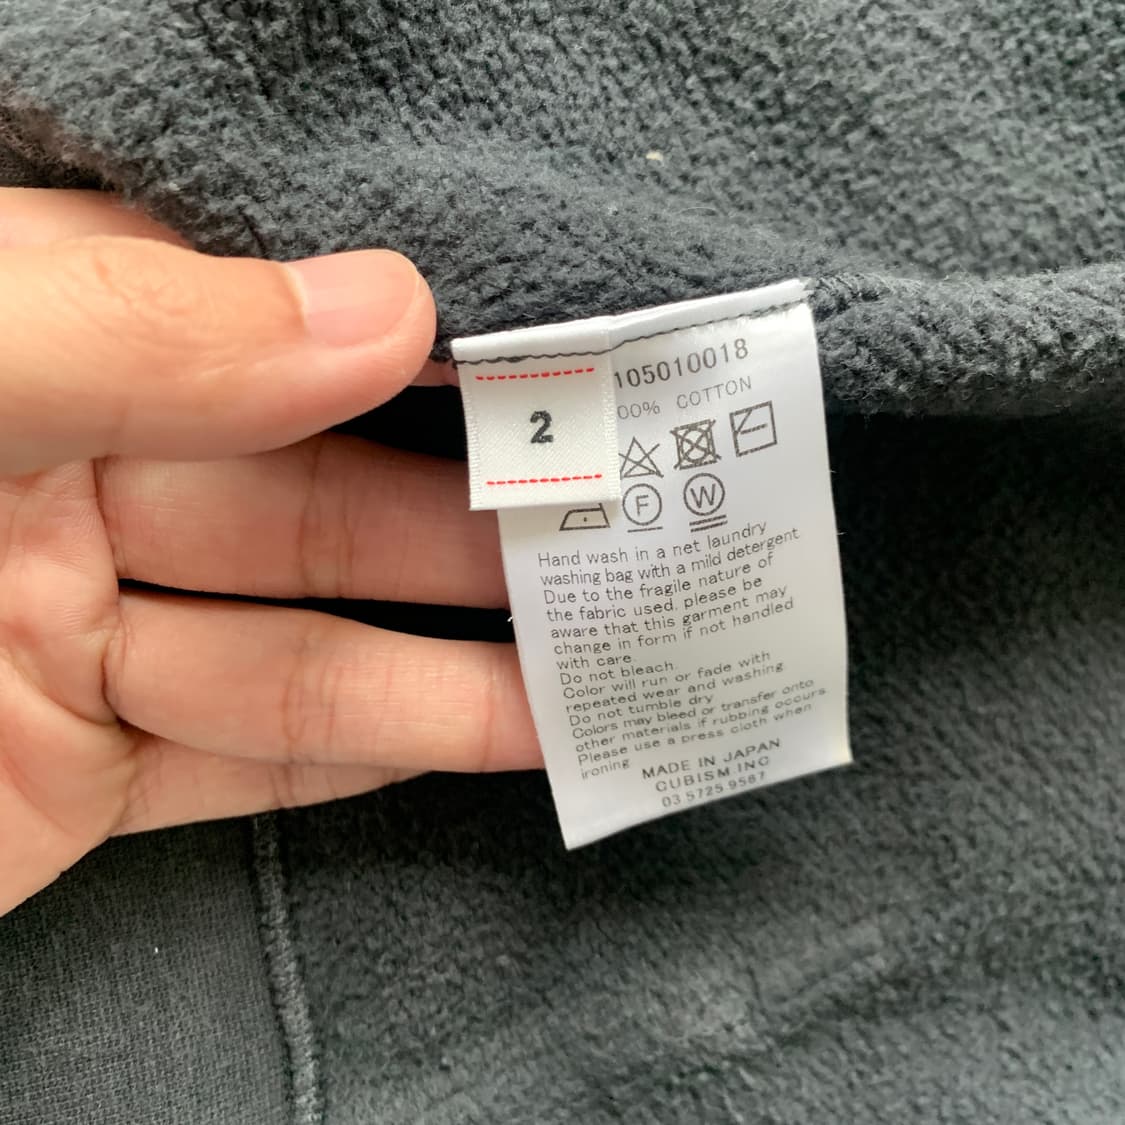 2
105010018
00% COTTON
F
W
Hand wash in a net laundry
washing bag with a mild detergent
Due to the fragile nature of
the fabric used, please be
aware that this garment may
change in form if not handled
with care.
Do not bleach.
Color will run or fade with
repeated wear and washing.
Do not tumble dry
Colors may bleed or transfer onto
other materials if rubbing occurs
Please use a press cloth when
ironing
MADE IN JAPAN
CUBISM.INC
03 5725 9587